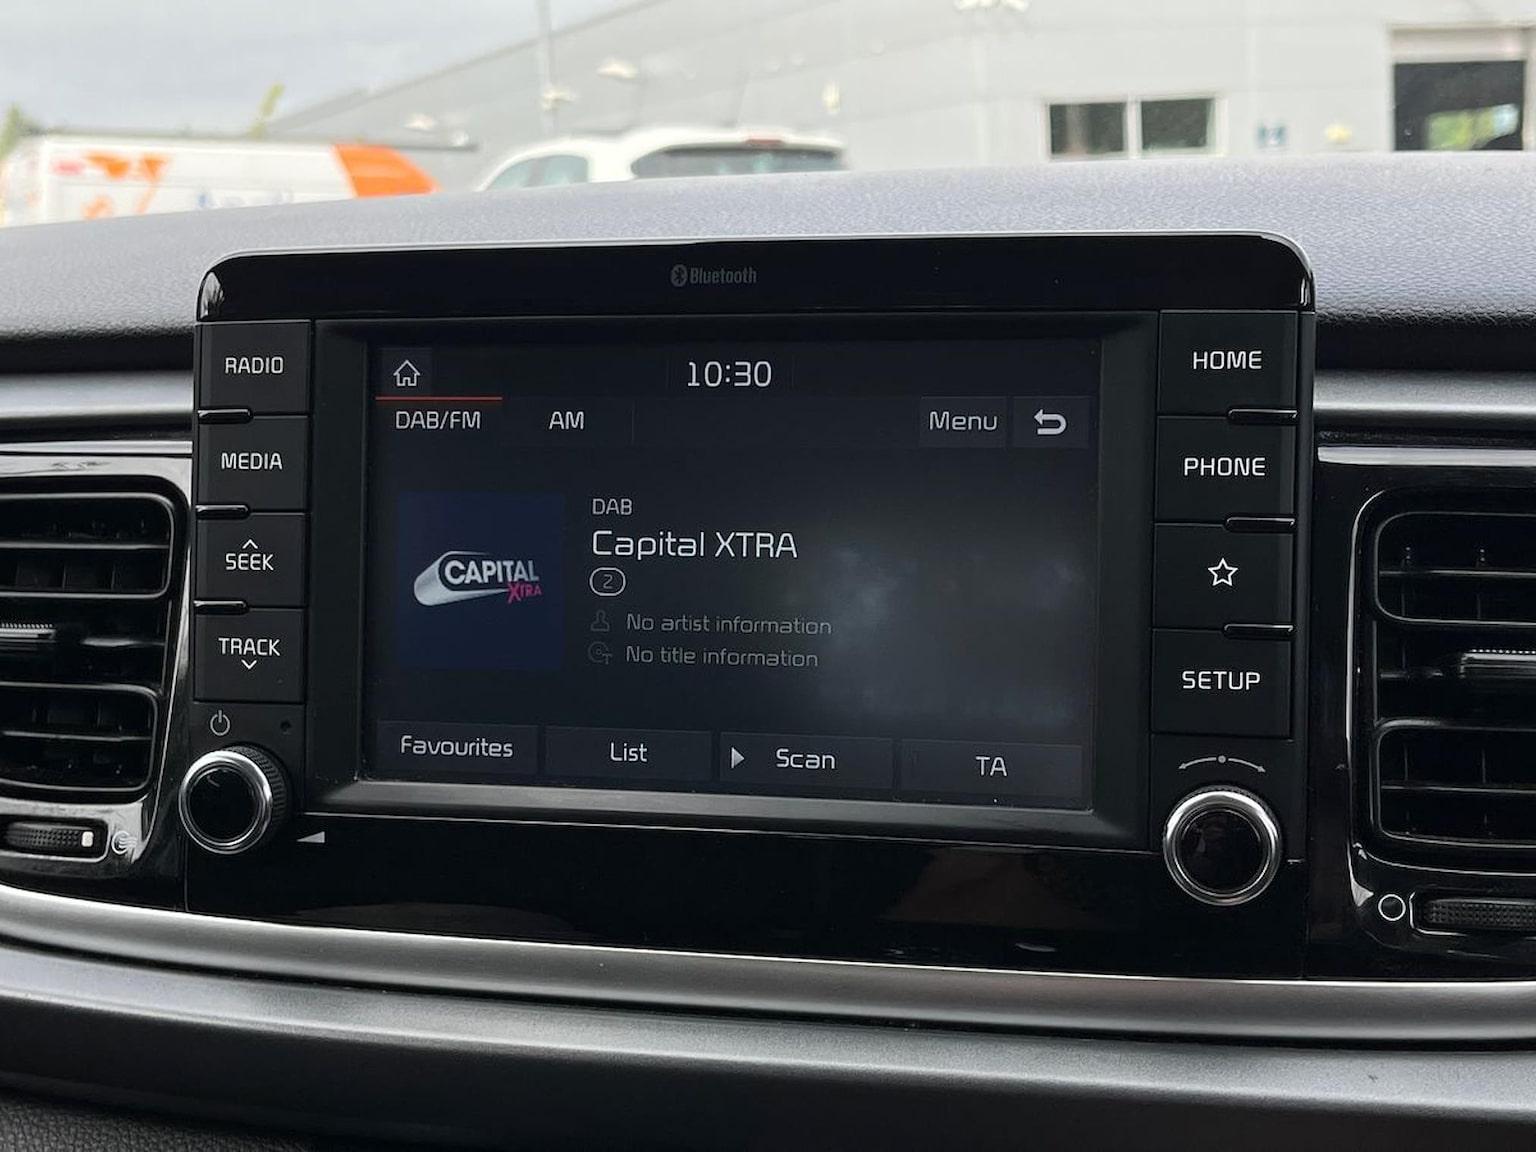 Bluetooth
RADIO
MEDIA
SEEK
TRACK
10:30
DAB/FM
AM
Menu
CAPITAL
XTRA
DAB
Capital XTRA
2
No artist information
No title information
Favourites
List
Scan
TA
HOME
PHONE
SETUP